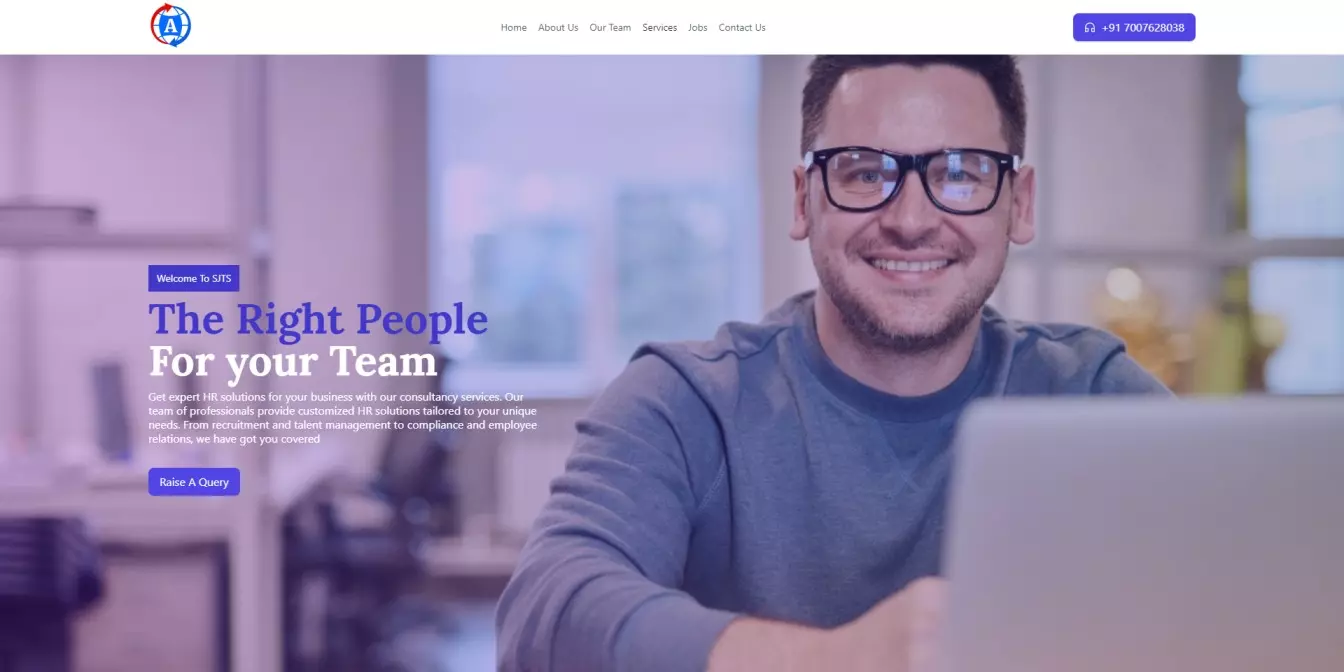 A
Home About Us Our Team Services Jobs Contact Us
+91 7007628038
Welcome To SJTS
The Right People
For your Team
Get expert HR solutions for your business with our consultancy services. Our
team of professionals provide customized HR solutions tailored to your unique
needs. From recruitment and talent management to compliance and employee
relations, we have got you covered
Raise A Query